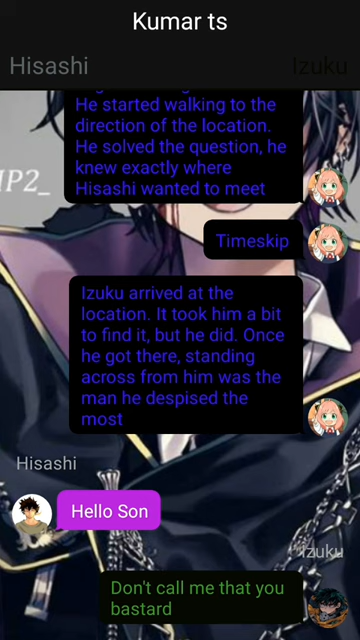 Kumar ts
Hisashi
Izuku
He started walking to the
direction of the location.
He solved the question, he
knew exactly where
Hisashi wanted to meet
Timeskip
Izuku arrived at the
location. It took him a bit
to find it, but he did. Once
he got there, standing
across from him was the
man he despised the
most
Hisashi
Hello Son
Izuku
Don't call me that you
bastard